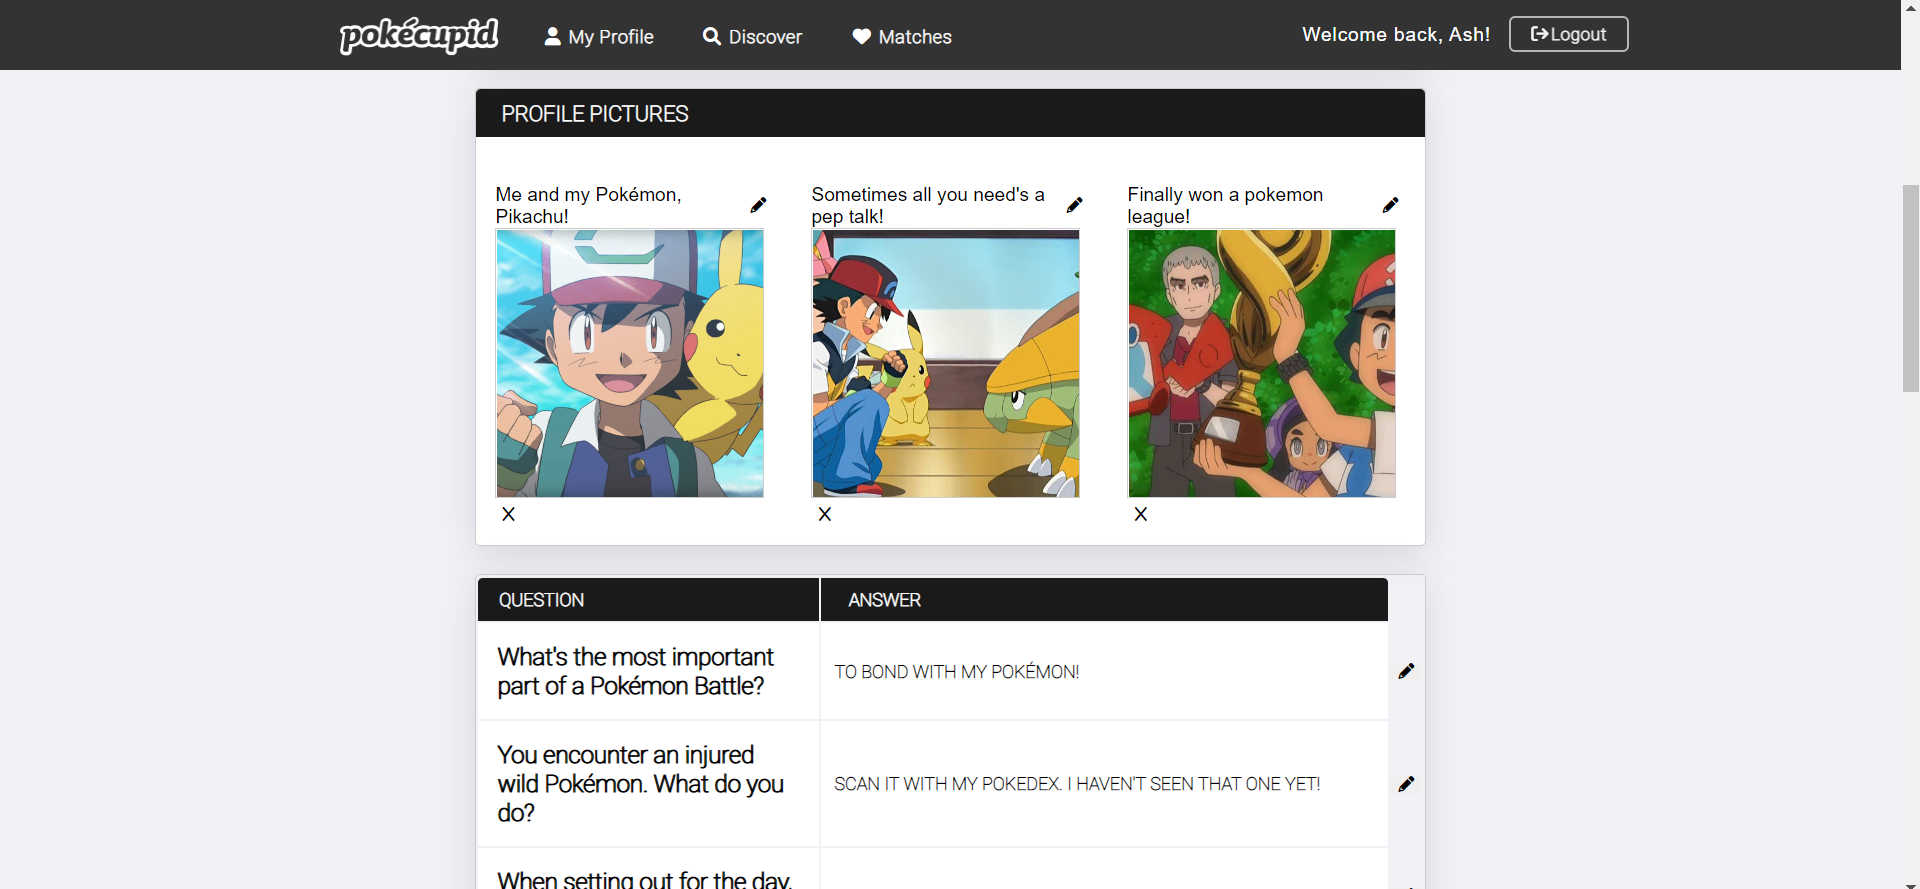 pokécupid
My Profile
Discover
Matches
Welcome back, Ash!
Logout
PROFILE PICTURES
Me and my Pokémon,
Pikachu!
Sometimes all you need's a
pep talk!
Finally won a pokemon
league!
X
X
X
QUESTION
ANSWER
What's the most important
part of a Pokémon Battle?
TO BOND WITH MY POKÉMON!
You encounter an injured
wild Pokémon. What do you
do?
SCAN IT WITH MY POKEDEX. I HAVEN'T SEEN THAT ONE YET!
When setting out for the day,